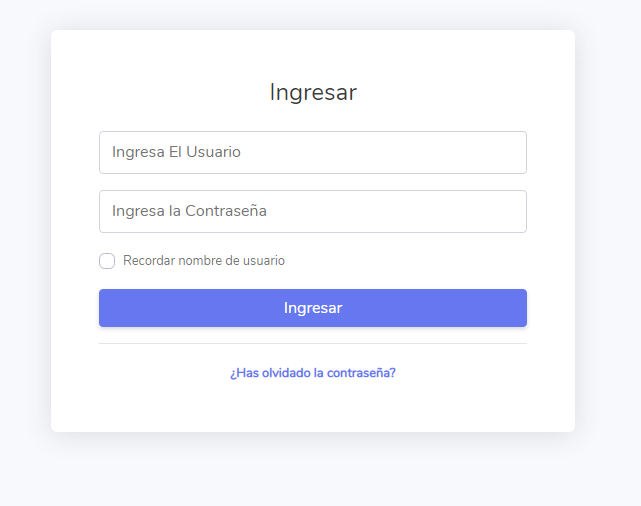 Ingresar
Ingresa El Usuario
Ingresa la Contraseña
Recordar nombre de usuario
Ingresar
¿Has olvidado la contraseña?